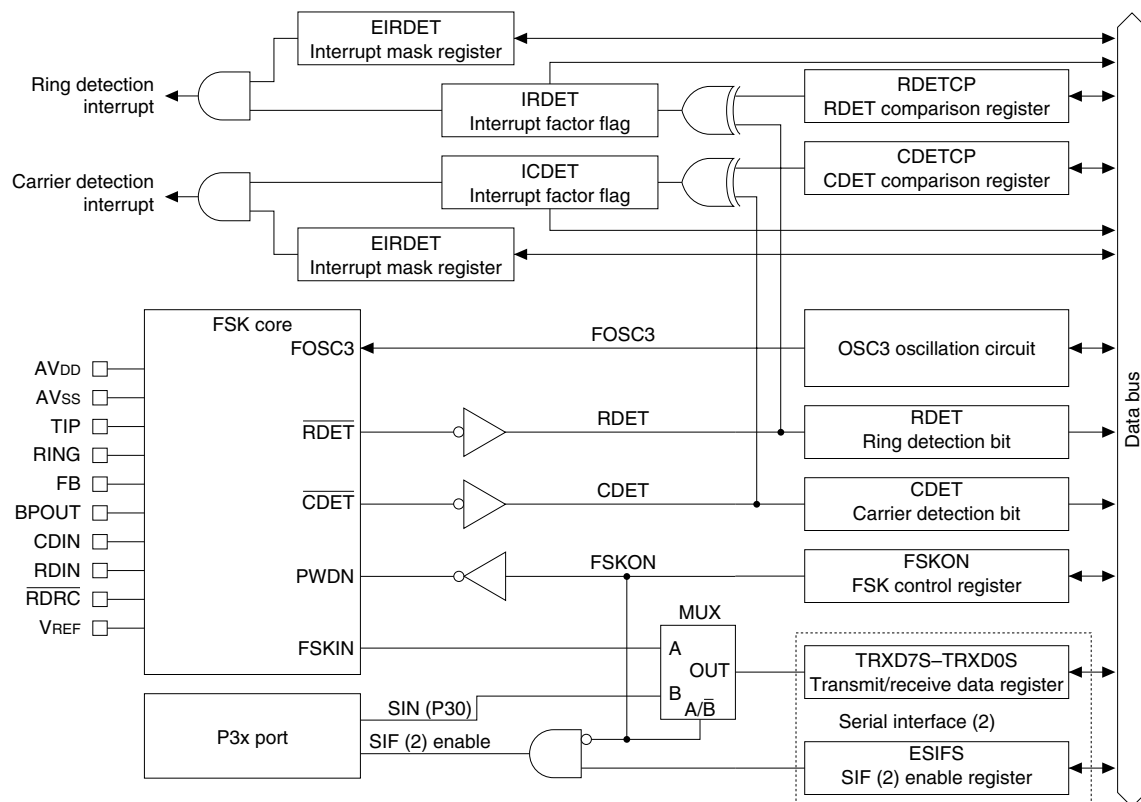 EIRDET
Interrupt mask register
Ring detection
interrupt
IRDET
Interrupt factor flag
RDETCP
RDET comparison register
Carrier detection
interrupt
ICDET
Interrupt factor flag
CDETCP
CDET comparison register
EIRDET
Interrupt mask register
FSK core
FOSC3
FOSC3
OSC3 oscillation circuit
AVDD
AVSS
TIP
RING
FB
BPOUT
CDIN
RDIN
R̅D̅R̅C̅
VREF
R̅D̅E̅T̅
RDET
RDET
Ring detection bit
C̅D̅E̅T̅
CDET
CDET
Carrier detection bit
PWDN
FSKON
FSKON
FSK control register
FSKIN
MUX
A
OUT
B
A/B̅
TRXD7S–TRXD0S
Transmit/receive data register
Serial interface (2)
ESIFS
SIF (2) enable register
P3x port
SIN (P30)
SIF (2) enable
Data bus